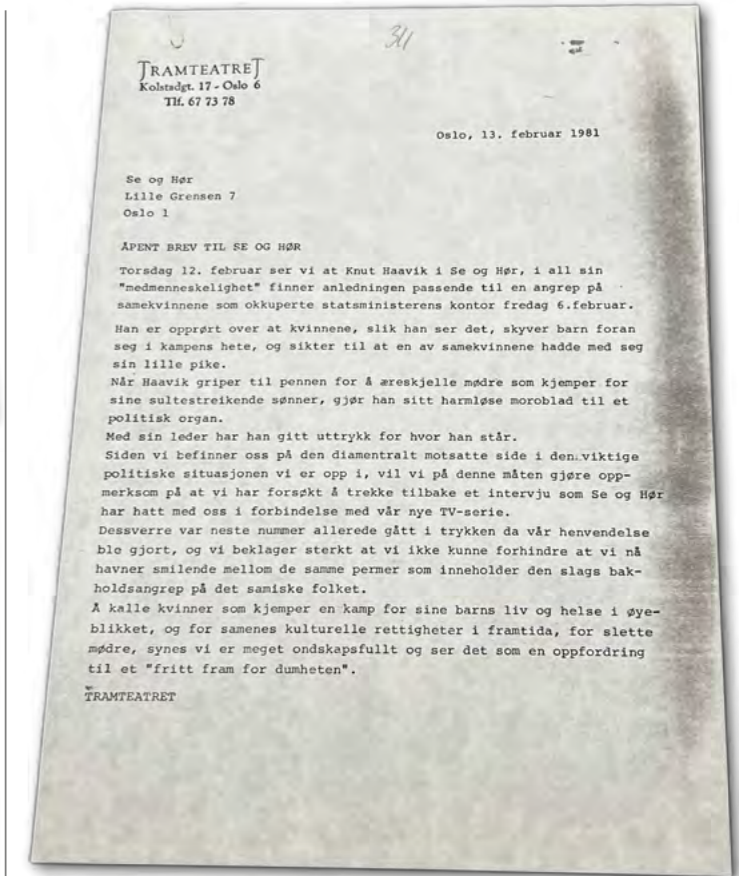 311
TRAMTEATRET
Kolstadgt. 17 - Oslo 6
Tlf. 67 73 78
Oslo, 13. februar 1981
Se og Hør
Lille Grensen 7
Oslo 1
ÅPENT BREV TIL SE OG HØR
Torsdag 12. februar ser vi at Knut Haavik i Se og Hør, i all sin
"medmenneskelighet" finner anledningen passende til en angrep på
samekvinnene som okkuperte statsministerens kontor fredag 6.februar.
Han er opprørt over at kvinnene, slik han ser det, skyver barn foran
seg i kampens hete, og sikter til at en av samekvinnene hadde med seg
sin lille pike.
Når Haavik griper til pennen for å æreskjelle mødre som kjemper for
sine sultestreikende sønner, gjør han sitt harmløse moroblad til et
politisk organ.
Med sin leder har han gitt uttrykk for hvor han står.
Siden vi befinner oss på den diamentralt motsatte side i den viktige
politiske situasjonen vi er opp i, vil vi på denne måten gjøre opp-
merksom på at vi har forsøkt å trekke tilbake et intervju som Se og Hør
har hatt med oss i forbindelse med vår nye TV-serie.
Dessverre var neste nummer allerede gått i trykken da vår henvendelse
ble gjort, og vi beklager sterkt at vi ikke kunne forhindre at vi nå
havner smilende mellom de samme permer som inneholder den slags bak-
holdsangrep på det samiske folket.
Å kalle kvinner som kjemper en kamp for sine barns liv og helse i øye-
blikket, og for samenes kulturelle rettigheter i framtida, for slette
mødre, synes vi er meget ondskapsfullt og ser det som en oppfordring
til et "fritt fram for dumheten".
TRAMTEATRET